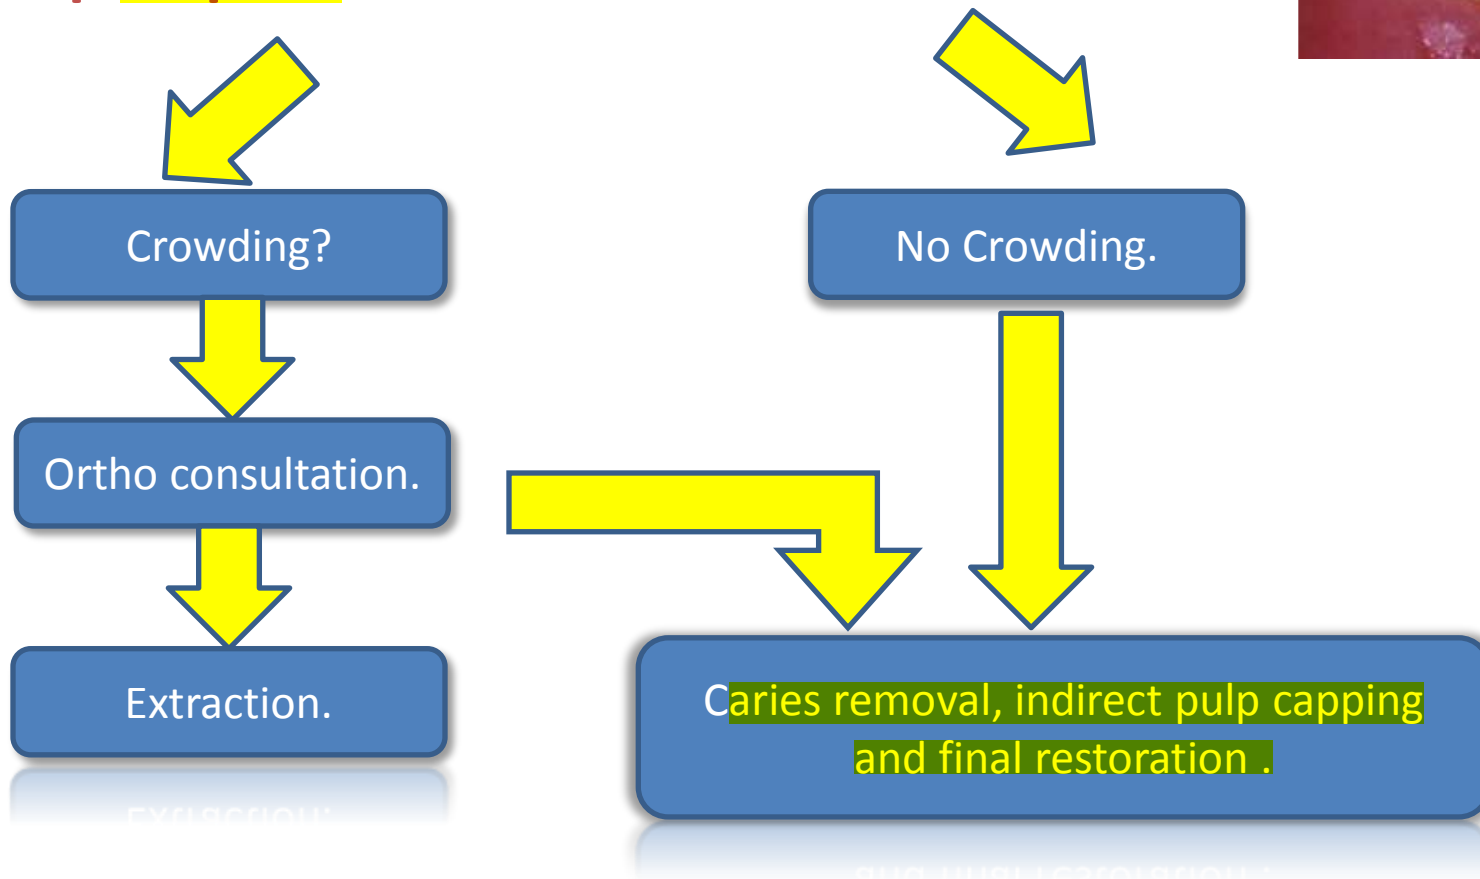 Crowding?
No Crowding.
Ortho consultation.
Extraction.
Caries removal, indirect pulp capping
and final restoration .